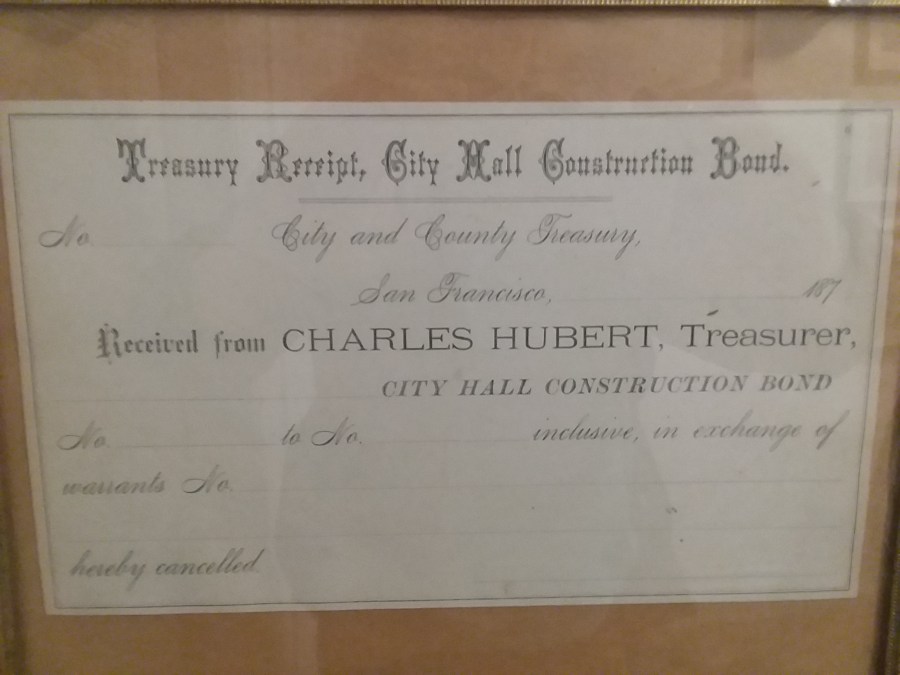 Treasury Receipt, City Hall Construction Bond.
No. City and County Treasury,
San Francisco, 187
Received from CHARLES HUBERT, Treasurer,
CITY HALL CONSTRUCTION BOND
No. to No. inclusive, in exchange of
warrants No.
hereby cancelled